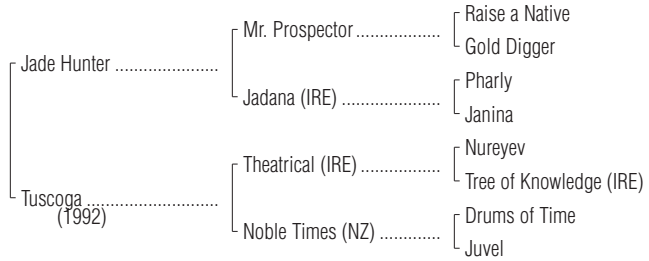 Raise a Native
Mr. Prospector ..................
Gold Digger
Jade Hunter .....................
Pharly
Jadana (IRE) ....................
Janina
Nureyev
Theatrical (IRE) .................
Tree of Knowledge (IRE)
Tuscoga ...........................
(1992)
Drums of Time
Noble Times (NZ) .............
Juvel